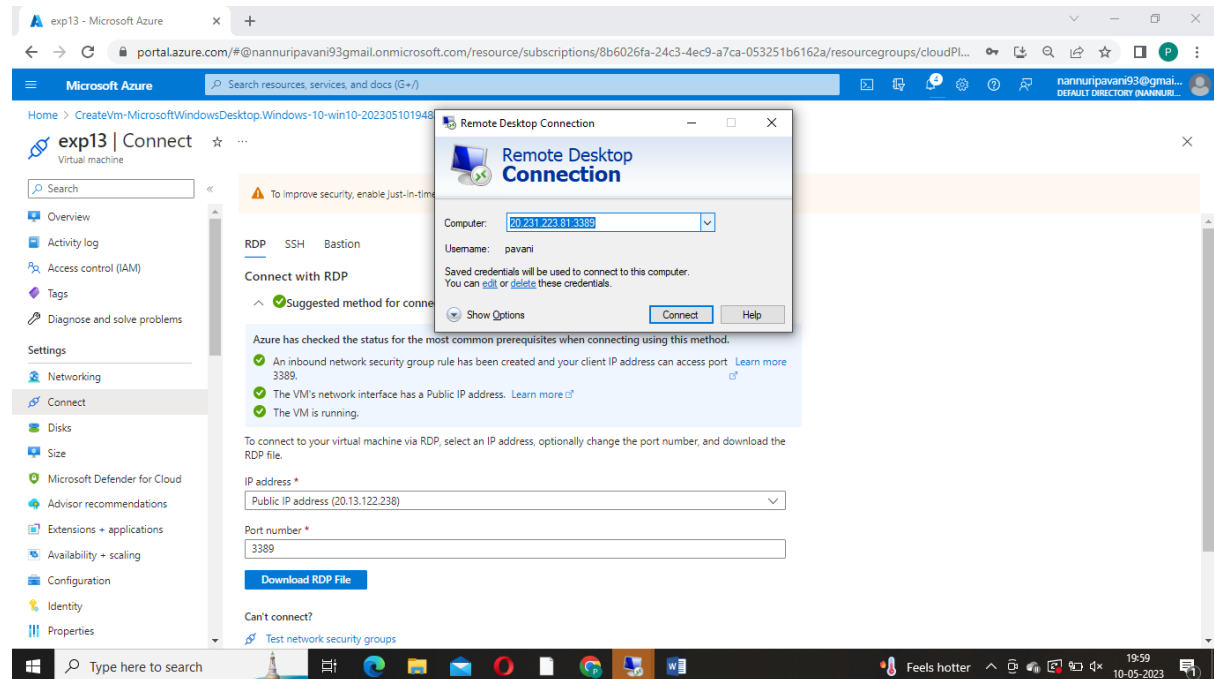 exp13 - Microsoft Azure
portal.azure.com/#@nannuripavani93gmail.onmicrosoft.com/resource/subscriptions/8b6026fa-24c3-4ec9-a7ca-053251b6162a/resourcegroups/cloudPl...
P
Microsoft Azure
Search resources, services, and docs (G+/)
4
nannuripavani93@gmai...
DEFAULT DIRECTORY (NANNURI...
Home > CreateVm-MicrosoftWindowsDesktop.Windows-10-win10-202305101948
exp13 | Connect
...
Virtual machine
Search
«
Overview
Activity log
Access control (IAM)
Tags
Diagnose and solve problems
Settings
Networking
Connect
Disks
Size
Microsoft Defender for Cloud
Advisor recommendations
Extensions + applications
Availability + scaling
Configuration
Identity
Properties
To improve security, enable just-in-time
RDP SSH Bastion
Connect with RDP
Suggested method for conne
Azure has checked the status for the most common prerequisites when connecting using this method.
An inbound network security group rule has been created and your client IP address can access port Learn more
3389.
The VM's network interface has a Public IP address. Learn more
The VM is running.
To connect to your virtual machine via RDP, select an IP address, optionally change the port number, and download the
RDP file.
IP address *
Public IP address (20.13.122.238)
Port number *
3389
Download RDP File
Can't connect?
Test network security groups
Remote Desktop Connection
Remote Desktop
Connection
Computer: 20.231.223.81:3389
Username: pavani
Saved credentials will be used to connect to this computer.
You can edit or delete these credentials.
Show Options
Connect
Help
Type here to search
Feels hotter
19:59
10-05-2023
1